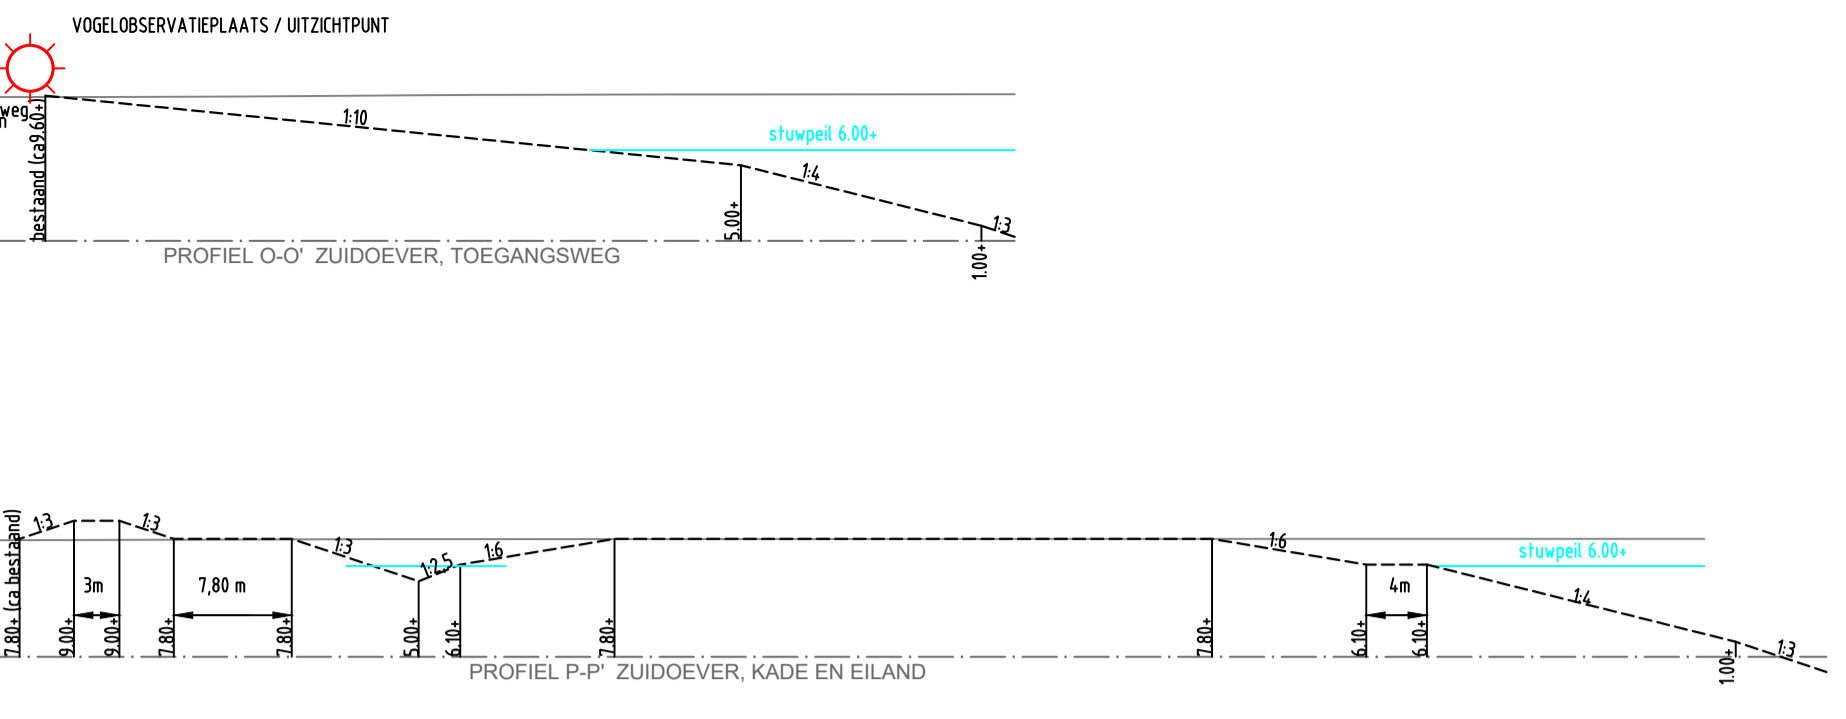 VOGELOBSERVATIEPLAATS / UITZICHTPUNT
weg
n
bestaand (ca9.60+)
1:10
stuwpeil 6.00+
1:4
5.00+
1:3
1.00+
PROFIEL O-O' ZUIDOEVER, TOEGANGSWEG
7.80+ (ca bestaand)
1:3
1:3
1:3
1:2,5
1:6
1:6
stuwpeil 6.00+
3m
7,80 m
4m
1:4
9.00+
9.00+
7.80+
7.80+
5.00+
6.10+
7.80+
7.80+
6.10+
6.10+
1.00+
1:3
PROFIEL P-P' ZUIDOEVER, KADE EN EILAND